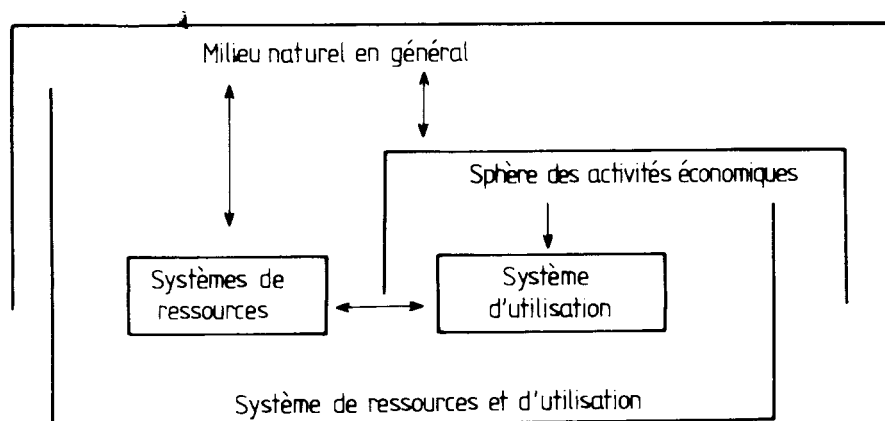 Milieu naturel en général
Sphère des activités économiques
Systèmes de
ressources
Système
d'utilisation
Système de ressources et d'utilisation